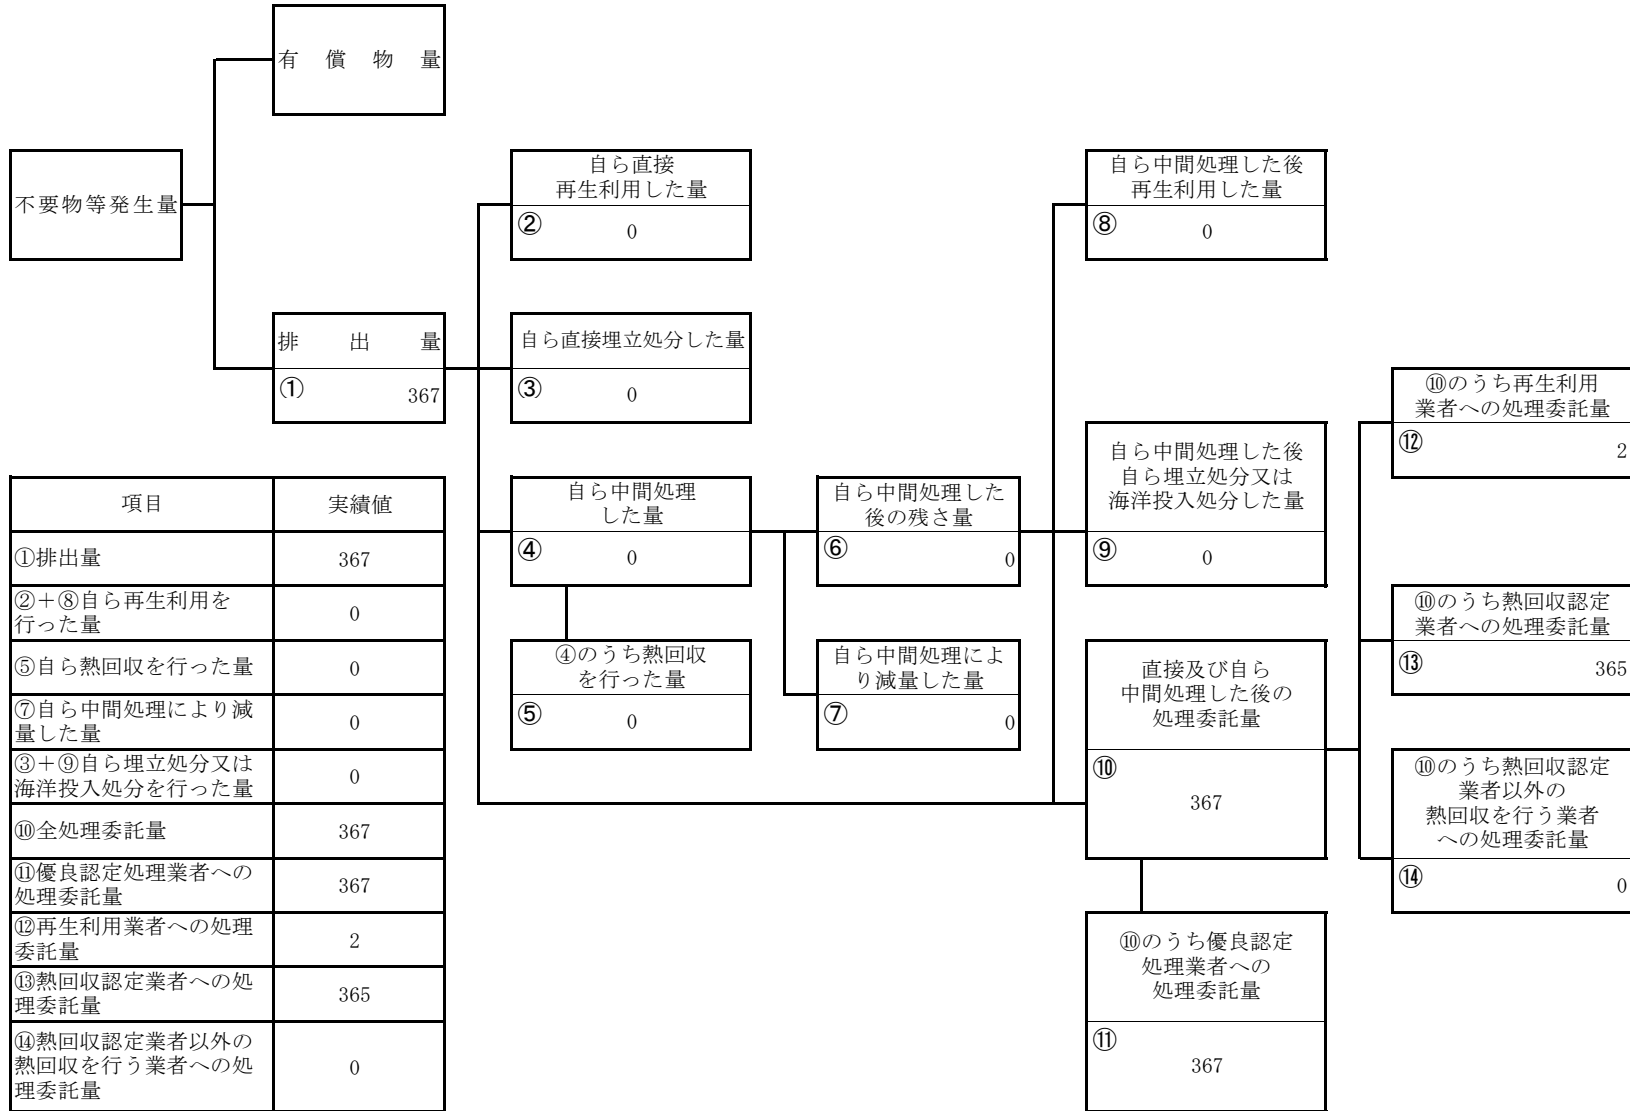 有償物量
不要物等発生量
排出量
① 367
自ら直接
再生利用した量
② 0
自ら直接埋立処分した量
③ 0
自ら中間処理
した量
④ 0
④のうち熱回収
を行った量
⑤ 0
自ら中間処理した
後の残さ量
⑥ 0
自ら中間処理によ
り減量した量
⑦ 0
自ら中間処理した後
再生利用した量
⑧ 0
自ら中間処理した後
自ら埋立処分又は
海洋投入処分した量
⑨ 0
直接及び自ら
中間処理した後の
処理委託量
⑩
367
⑩のうち優良認定
処理業者への
処理委託量
⑪
367
⑩のうち再生利用
業者への処理委託量
⑫ 2
⑩のうち熱回収認定
業者への処理委託量
⑬ 365
⑩のうち熱回収認定
業者以外の
熱回収を行う業者
への処理委託量
⑭ 0
項目 実績値
①排出量 367
②+⑧自ら再生利用を
行った量 0
⑤自ら熱回収を行った量 0
⑦自ら中間処理により減
量した量 0
③+⑨自ら埋立処分又は
海洋投入処分を行った量 0
⑩全処理委託量 367
⑪優良認定処理業者への
処理委託量 367
⑫再生利用業者への処理
委託量 2
⑬熱回収認定業者への処
理委託量 365
⑭熱回収認定業者以外の
熱回収を行う業者への処 0
理委託量